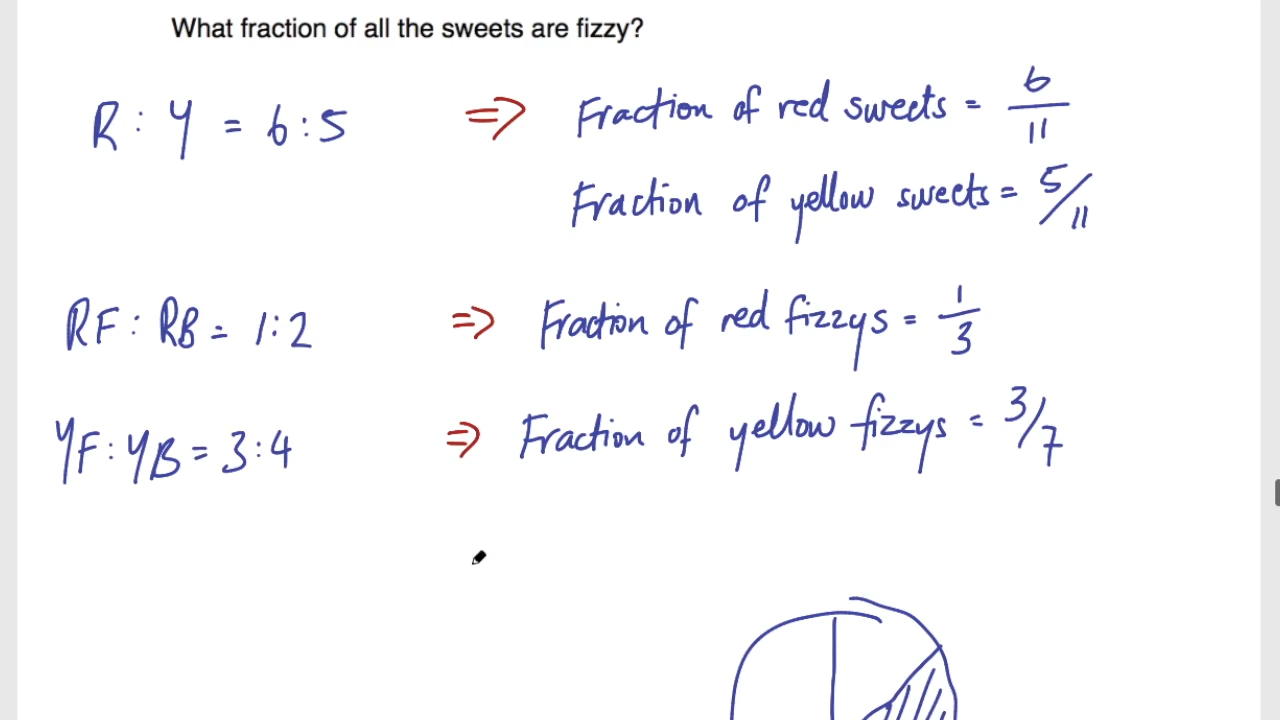 What fraction of all the sweets are fizzy?
R : Y = 6 : 5 ⇒ Fraction of red sweets = 6/11
Fraction of yellow sweets = 5/11
RF : RB = 1 : 2 ⇒ Fraction of red fizzys = 1/3
YF : YB = 3 : 4 ⇒ Fraction of yellow fizzys = 3/7